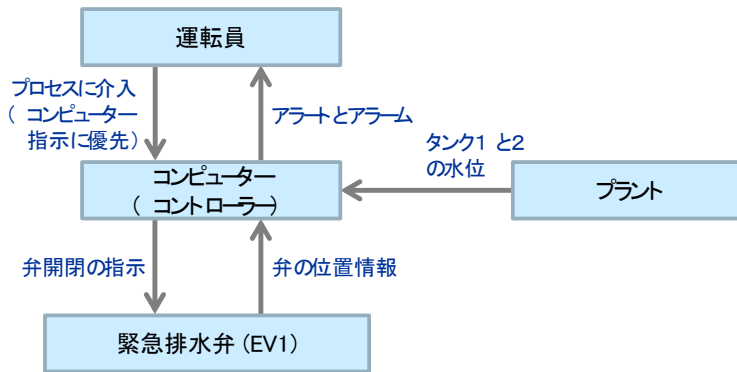 運転員
プロセスに介入
( コンピューター
指示に優先)
アラートとアラーム
タンク1 と2
の水位
コンピューター
( コントローラー)
プラント
弁開閉の指示
弁の位置情報
緊急排水弁 (EV1)